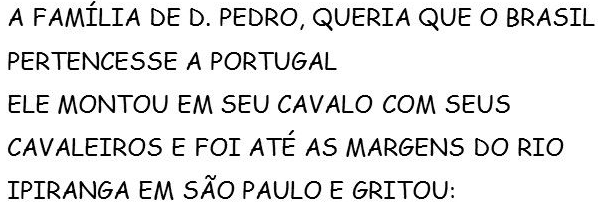 A FAMÍLIA DE D. PEDRO, QUERIA QUE O BRASIL
PERTENCESSE A PORTUGAL
ELE MONTOU EM SEU CAVALO COM SEUS
CAVALEIROS E FOI ATÉ AS MARGENS DO RIO
IPIRANGA EM SÃO PAULO E GRITOU: